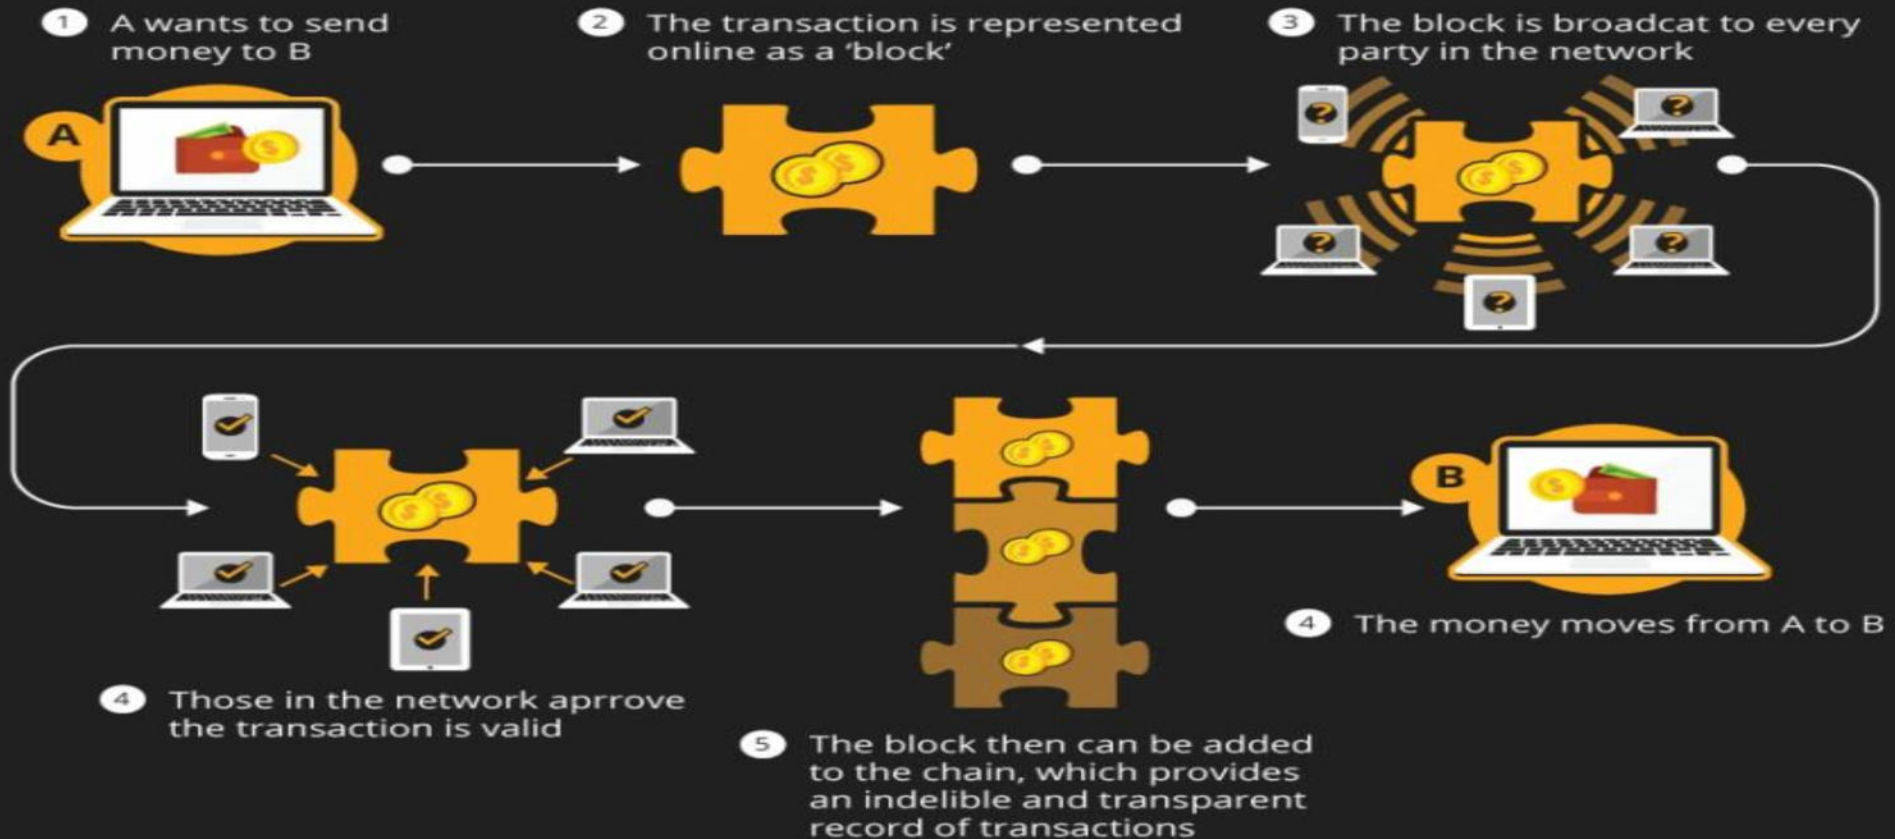 1 A wants to send
money to B
2 The transaction is represented
online as a ‘block’
3 The block is broadcat to every
party in the network
A
4 Those in the network aprrove
the transaction is valid
5 The block then can be added
to the chain, which provides
an indelible and transparent
record of transactions
B
4 The money moves from A to B